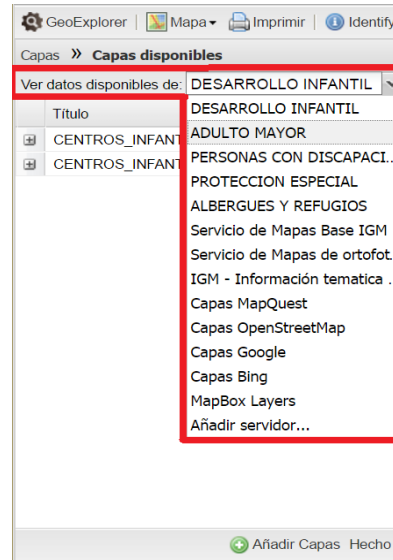 GeoExplorer Mapa Imprimir Identify
Capas » Capas disponibles
Ver datos disponibles de: DESARROLLO INFANTIL
Título
CENTROS_INFANT
CENTROS_INFANT
DESARROLLO INFANTIL
ADULTO MAYOR
PERSONAS CON DISCAPACI...
PROTECCION ESPECIAL
ALBERGUES Y REFUGIOS
Servicio de Mapas Base IGM
Servicio de Mapas de ortofot.
IGM - Información tematica .
Capas MapQuest
Capas OpenStreetMap
Capas Google
Capas Bing
MapBox Layers
Añadir servidor...
Añadir Capas Hecho